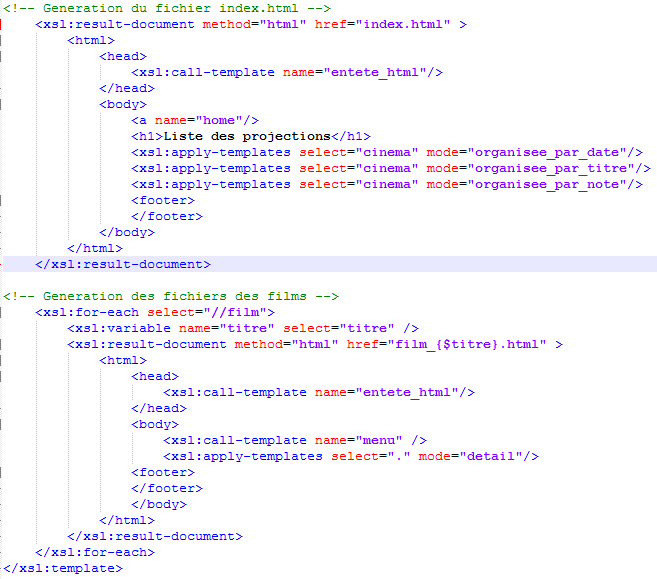 <!-- Generation du fichier index.html -->
    <xsl:result-document method="html" href="index.html" >
        <html>
            <head>
                <xsl:call-template name="entete_html"/>
            </head>
            <body>
                <a name="home"/>
                <h1>Liste des projections</h1>
                <xsl:apply-templates select="cinema" mode="organisee_par_date"/>
                <xsl:apply-templates select="cinema" mode="organisee_par_titre"/>
                <xsl:apply-templates select="cinema" mode="organisee_par_note"/>
                <footer>
                </footer>
            </body>
        </html>
    </xsl:result-document>

<!-- Generation des fichiers des films -->
    <xsl:for-each select="//film">
        <xsl:variable name="titre" select="titre" />
        <xsl:result-document method="html" href="film_{$titre}.html" >
            <html>
                <head>
                    <xsl:call-template name="entete_html"/>
                </head>
                <body>
                    <xsl:call-template name="menu" />
                    <xsl:apply-templates select="." mode="detail"/>
                <footer>
                </footer>
                </body>
            </html>
        </xsl:result-document>
    </xsl:for-each>
</xsl:template>